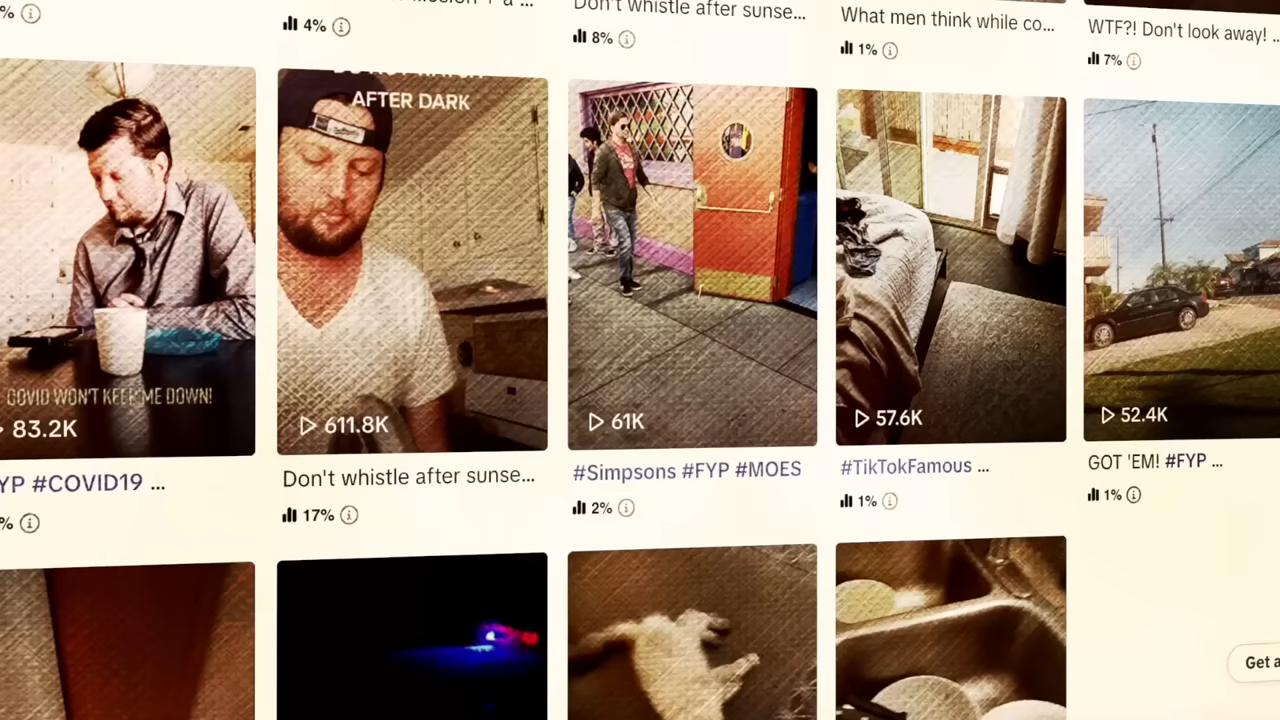 %
4%
Don't whistle after sunse...
8%
What men think while co...
1%
WTF?! Don't look away! ...
7%
AFTER DARK
COVID WON'T KEEP ME DOWN!
83.2K
611.8K
61K
57.6K
52.4K
YP #COVID19 ...
Don't whistle after sunse...
#Simpsons #FYP #MOES
#TikTokFamous ...
GOT 'EM! #FYP ...
%
17%
2%
1%
1%
Get a